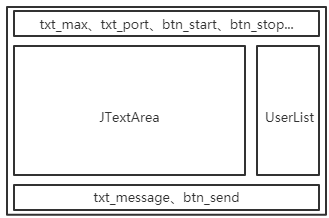 txt_max、txt_port、btn_start、btn_stop...
JTextArea
UserList
txt_message、btn_send